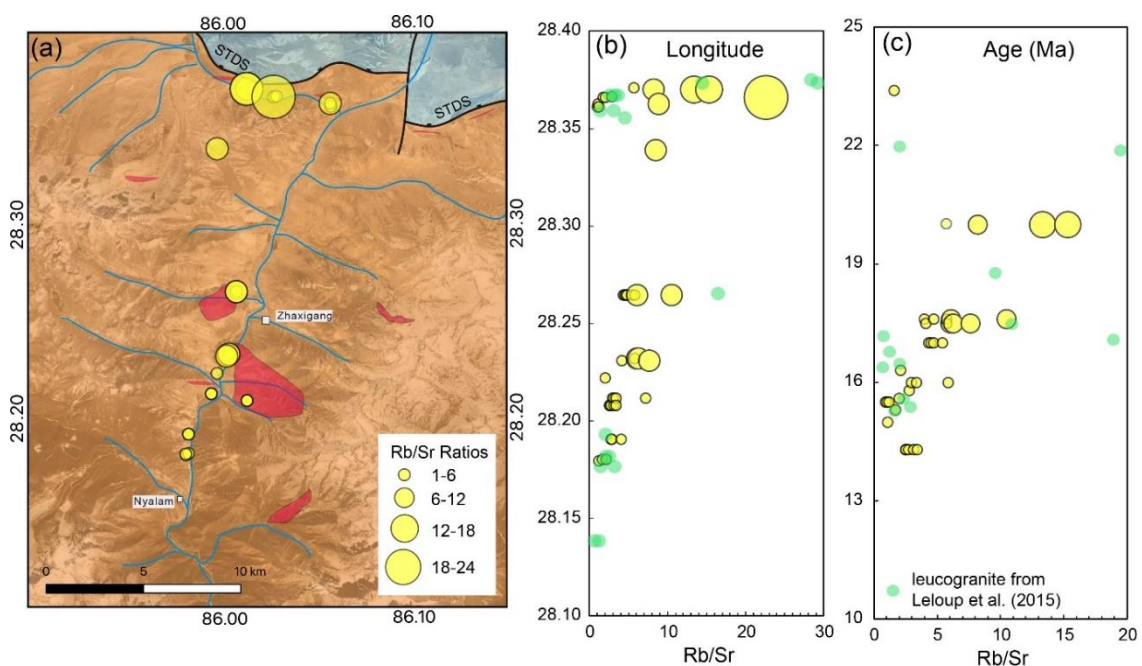 86.00
86.10
(a)
STDS
STDS
28.30
28.30
Zhaxigang
28.20
28.20
Nyalam
Rb/Sr Ratios
1-6
6-12
12-18
18-24
0
5
10 km
86.00
86.10
(b)
Longitude
28.40
28.35
28.30
28.25
28.20
28.15
28.10
0
10
20
30
Rb/Sr
(c)
Age (Ma)
25
22
19
16
13
10
leucogranite from
Leloup et al. (2015)
0
5
10
15
20
Rb/Sr